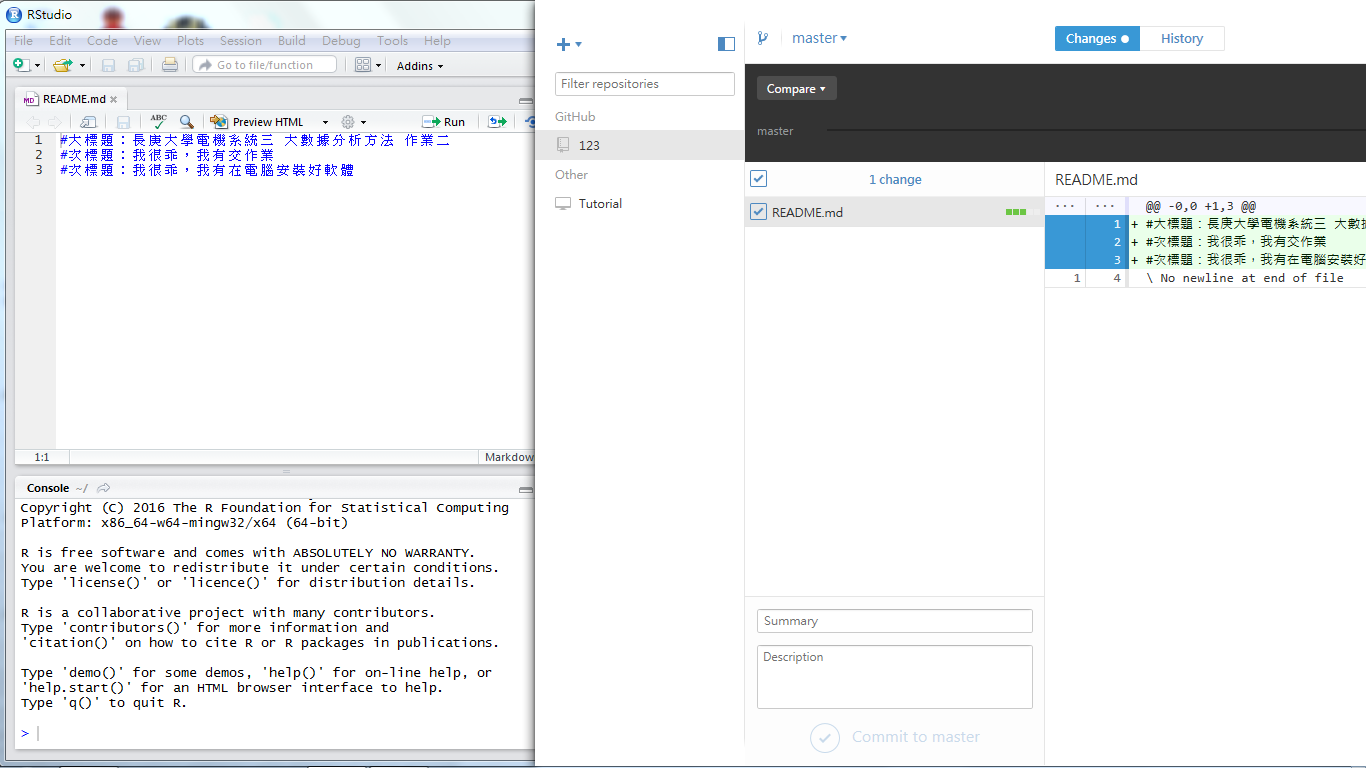 RStudio
File Edit Code View Plots Session Build Debug Tools Help
Go to file/function
Addins
README.md
Preview HTML
Run
1 #大標題：長庚大學電機系統三 大數據分析方法 作業二
2 #次標題：我很乖，我有交作業
3 #次標題：我很乖，我有在電腦安裝好軟體
1:1
Markdow
Console ~/
Copyright (C) 2016 The R Foundation for Statistical Computing
Platform: x86_64-w64-mingw32/x64 (64-bit)
R is free software and comes with ABSOLUTELY NO WARRANTY.
You are welcome to redistribute it under certain conditions.
Type 'license()' or 'licence()' for distribution details.
R is a collaborative project with many contributors.
Type 'contributors()' for more information and
'citation()' on how to cite R or R packages in publications.
Type 'demo()' for some demos, 'help()' for on-line help, or
'help.start()' for an HTML browser interface to help.
Type 'q()' to quit R.
>
Filter repositories
GitHub
123
Other
Tutorial
master
Changes
History
Compare
master
1 change
README.md
Summary
Description
Commit to master
README.md
... ... @@ -0,0 +1,3 @@
1 + #大標題：長庚大學電機系統三 大數據
2 + #次標題：我很乖，我有交作業
3 + #次標題：我很乖，我有在電腦安裝好
1 4 \ No newline at end of file